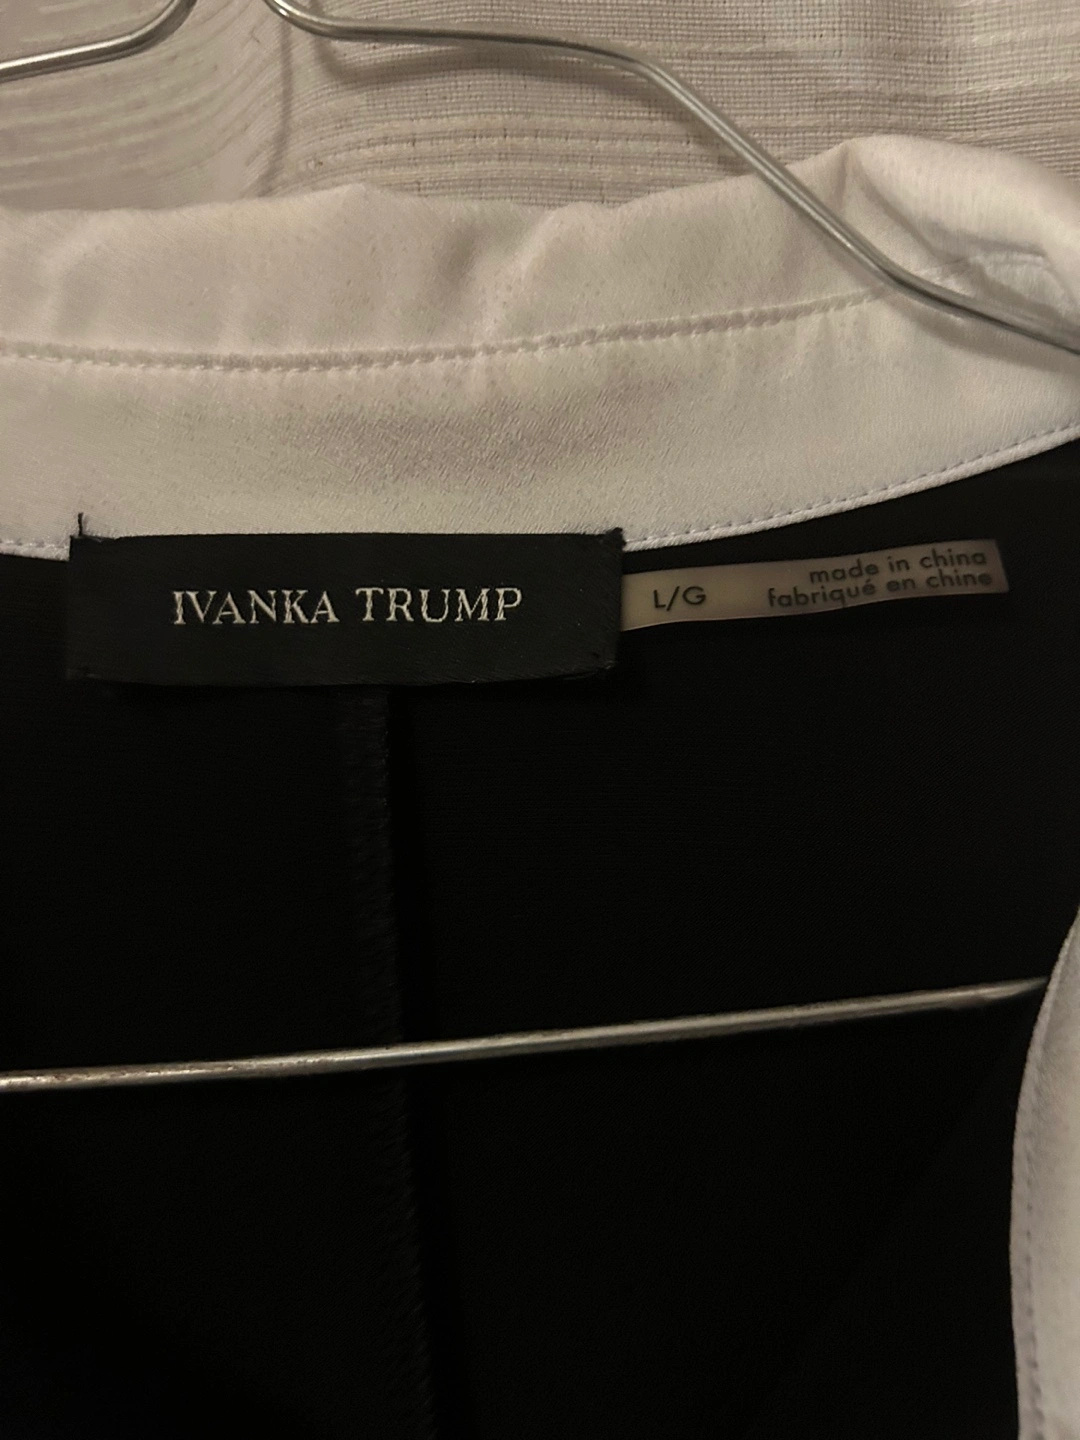 IVANKA TRUMP
L/G
made in china
fabriqué en chine